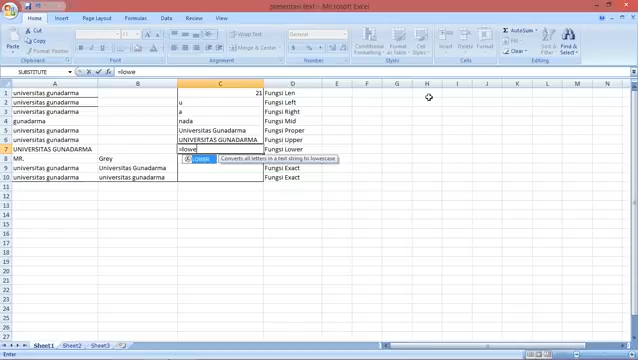 presentasi text - Microsoft Excel
Home Insert Page Layout Formulas Data Review View
Paste
Cut
Copy
Format Painter
Clipboard
Font
Wrap Text
Merge & Center
Alignment
Number
Conditional Formatting
Format as Table
Cell Styles
Styles
Insert
Delete
Format
Cells
AutoSum
Fill
Clear
Sort & Filter
Find & Select
Editing
SUBSTITUTE =lowe
A B C D E F G H I J K L M N
1 universitas gunadarma 21 Fungsi Len
2 universitas gunadarma u Fungsi Left
3 universitas gunadarma a Fungsi Right
4 gunadarma nada Fungsi Mid
5 universitas gunadarma Universitas Gunadarma Fungsi Proper
6 universitas gunadarma UNIVERSITAS GUNADARMA Fungsi Upper
7 UNIVERSITAS GUNADARMA =lowe Fungsi Lower
8 MR. Grey LOWER Converts all letters in a text string to lowercase
9 universitas gunadarma Universitas Gunadarma Fungsi Exact
10 universitas gunadarma universitas gunadarma Fungsi Exact
11
12
13
14
15
16
17
18
19
20
21
22
23
24
25
26
27
Sheet1 Sheet2 Sheet3
Enter